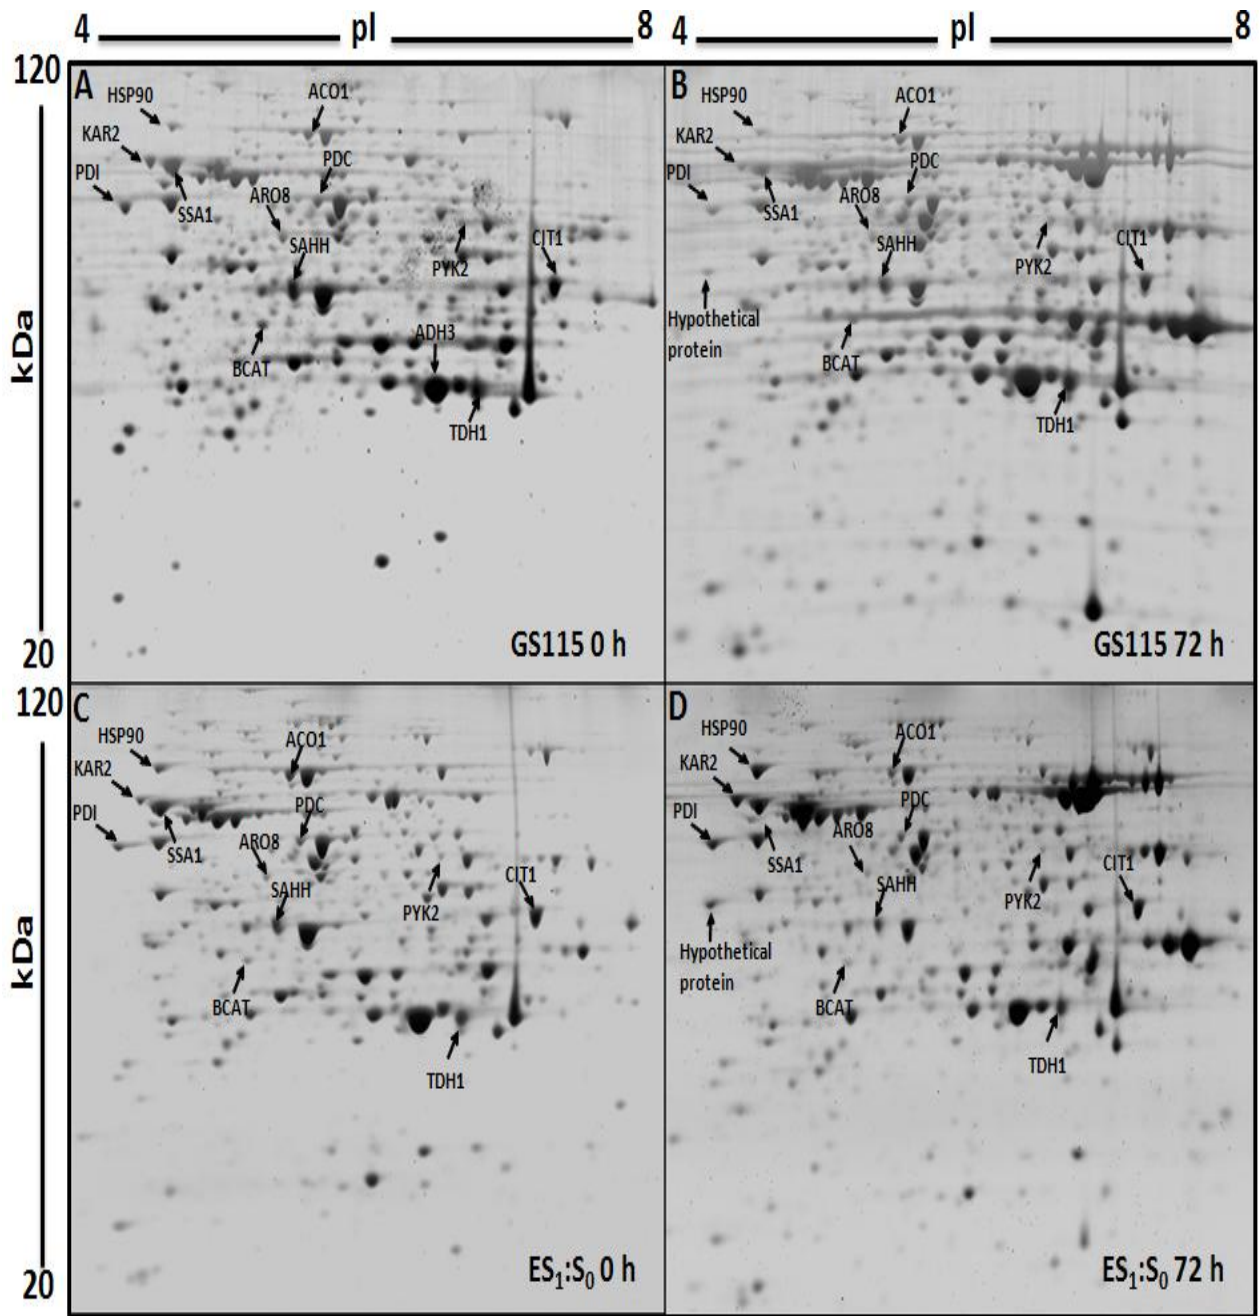 4 pI 8 4 pI 8
120
kDa
20
A
HSP90
ACO1
KAR2
PDC
PDI
ARO8
SSA1
SAHH
CIT1
PYK2
ADH3
BCAT
TDH1
GS115 0 h
B
HSP90
ACO1
KAR2
PDC
PDI
ARO8
SSA1
SAHH
CIT1
PYK2
Hypothetical
protein
BCAT
TDH1
GS115 72 h
120
kDa
20
C
HSP90
ACO1
KAR2
PDC
PDI
ARO8
SSA1
SAHH
CIT1
PYK2
BCAT
TDH1
ES₁:S₀ 0 h
D
HSP90
ACO1
KAR2
PDC
PDI
ARO8
SSA1
SAHH
CIT1
PYK2
Hypothetical
protein
BCAT
TDH1
ES₁:S₀ 72 h